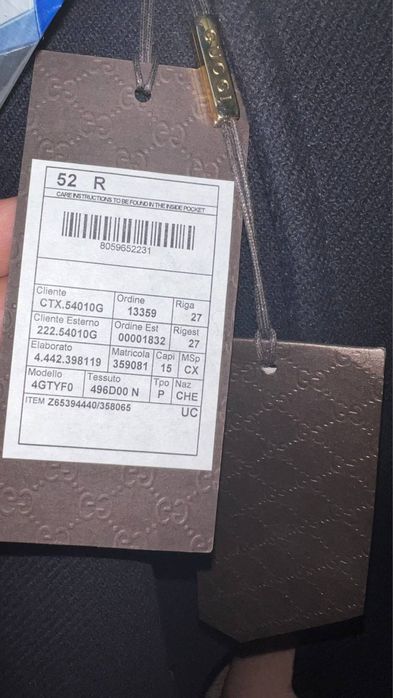 GUCCI
52 R
CARE INSTRUCTIONS TO BE FOUND IN THE INSIDE POCKET
8059652231
Cliente Ordine Riga
CTX.54010G 13359 27
Cliente Esterno Ordine Est Rigest
222.54010G 00001832 27
Elaborato Matricola Capi MSp
4.442.398119 359081 15 CX
Modello Tessuto Tpo Naz
4GTYF0 496D00 N P CHE
ITEM Z65394440/358065 UC